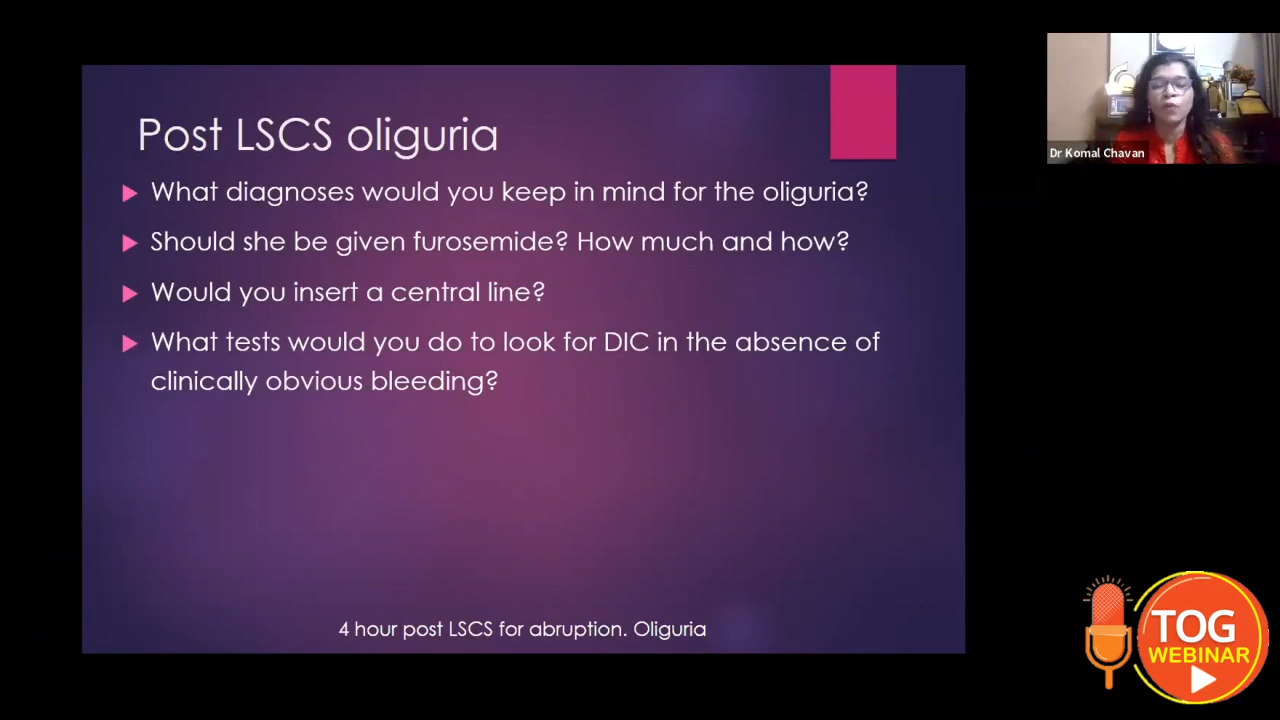 Post LSCS oliguria
What diagnoses would you keep in mind for the oliguria?
Should she be given furosemide? How much and how?
Would you insert a central line?
What tests would you do to look for DIC in the absence of
clinically obvious bleeding?
4 hour post LSCS for abruption. Oliguria
Dr Komal Chavan
TOG
WEBINAR